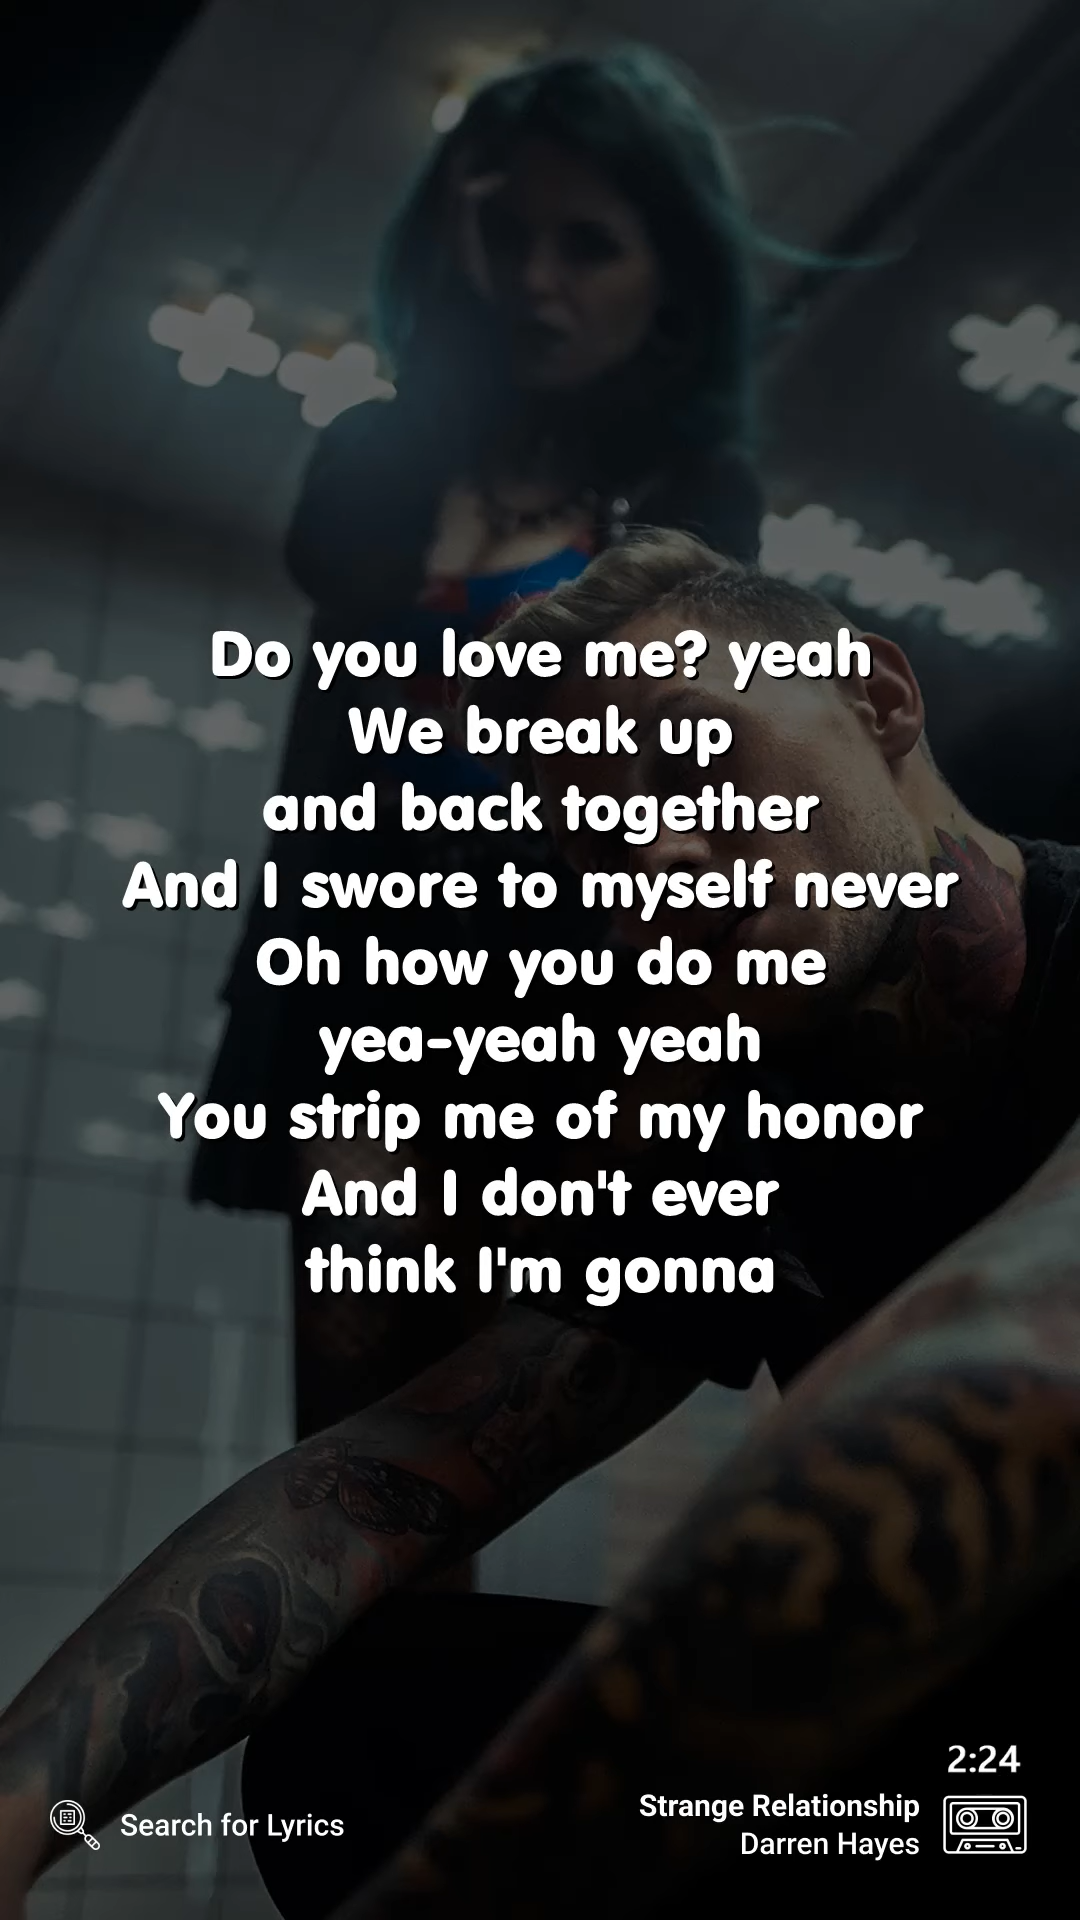 Do you love me? yeah
We break up
and back together
And I swore to myself never
Oh how you do me
yea-yeah yeah
You strip me of my honor
And I don't ever
think I'm gonna
2:24
Search for Lyrics
Strange Relationship
Darren Hayes